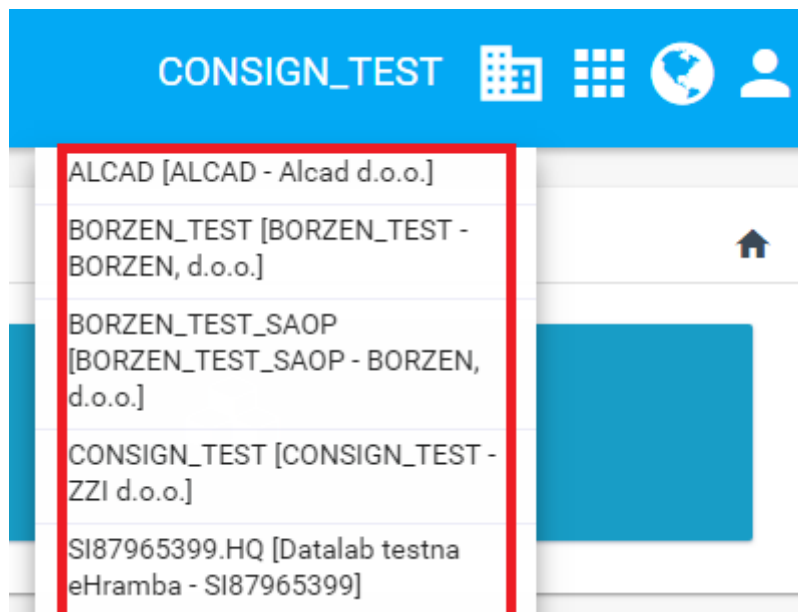 CONSIGN_TEST
ALCAD [ALCAD - Alcad d.o.o.]
BORZEN_TEST [BORZEN_TEST -
BORZEN, d.o.o.]
BORZEN_TEST_SAOP
[BORZEN_TEST_SAOP - BORZEN,
d.o.o.]
CONSIGN_TEST [CONSIGN_TEST -
ZZI d.o.o.]
SI87965399.HQ [Datalab testna
eHramba - SI87965399]